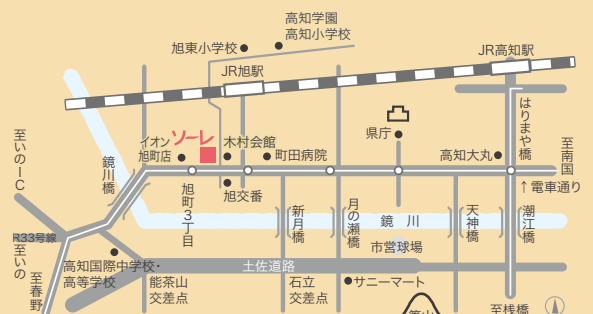 高知学園
高知小学校
旭東小学校
JR高知駅
JR旭駅
はりまや橋
至いのIC
県庁
イオン
旭町店
ソーレ
木村会館
町田病院
高知大丸
至南国
鏡川橋
旭交番
↑電車通り
旭町3丁目
新月橋
月の瀬橋
鏡川
天神橋
潮江橋
R33号線
至いの
市営球場
高知国際中学校・
高等学校
土佐道路
至春野
能茶山
交差点
石立
交差点
サニーマート
至桟橋